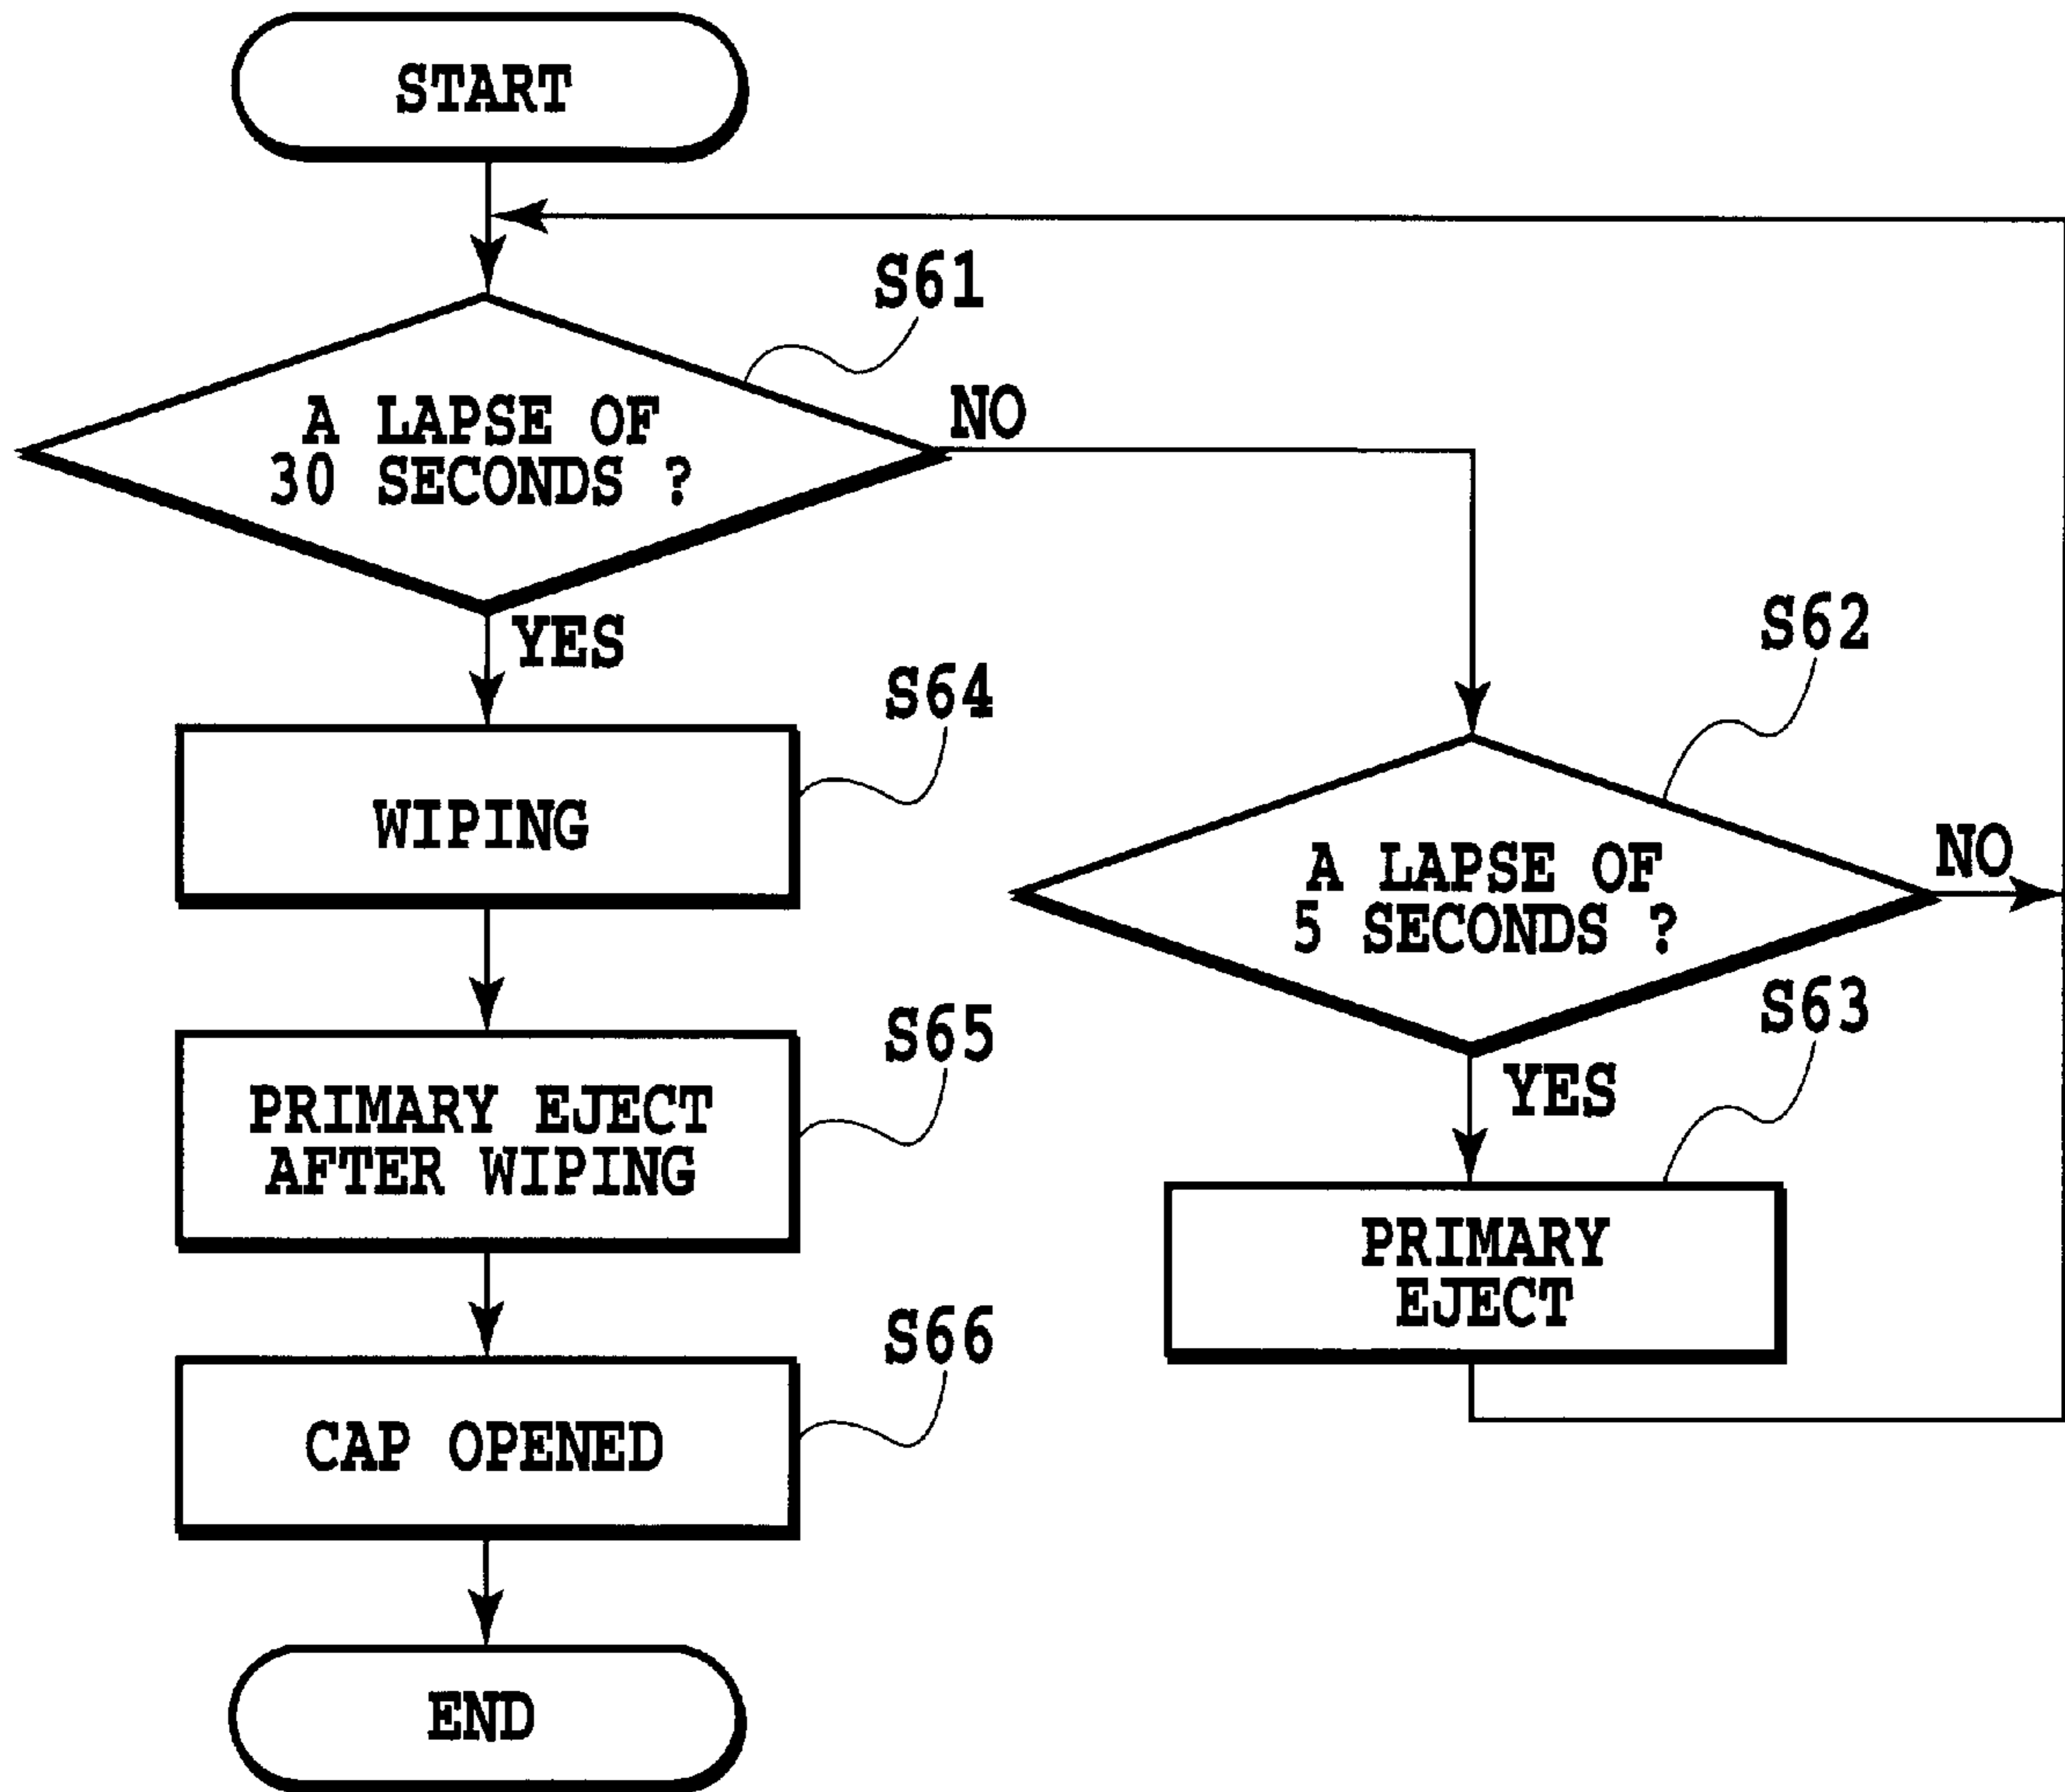 START
S61
A LAPSE OF
30 SECONDS ?
NO
YES
S62
A LAPSE OF
5 SECONDS ?
NO
YES
S63
PRIMARY
EJECT
S64
WIPING
S65
PRIMARY EJECT
AFTER WIPING
S66
CAP OPENED
END